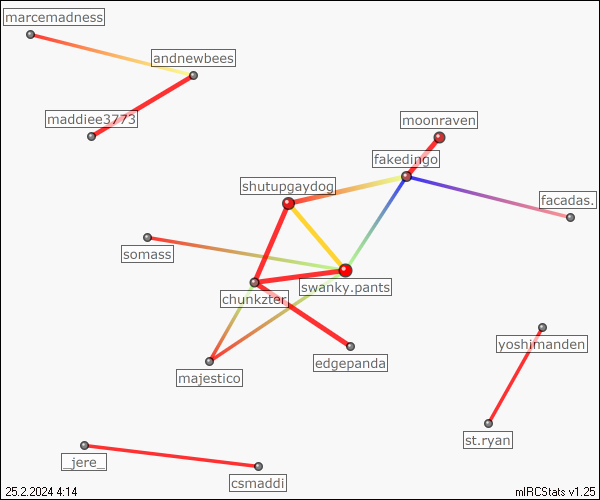 marcemadness
andnewbees
maddiee3773
moonraven
fakedingo
shutupgaydog
facadas.
somass
swanky.pants
chunkzter
yoshimanden
edgepanda
majestico
st.ryan
_jere_
csmaddi
25.2.2024 4:14
mIRCStats v1.25